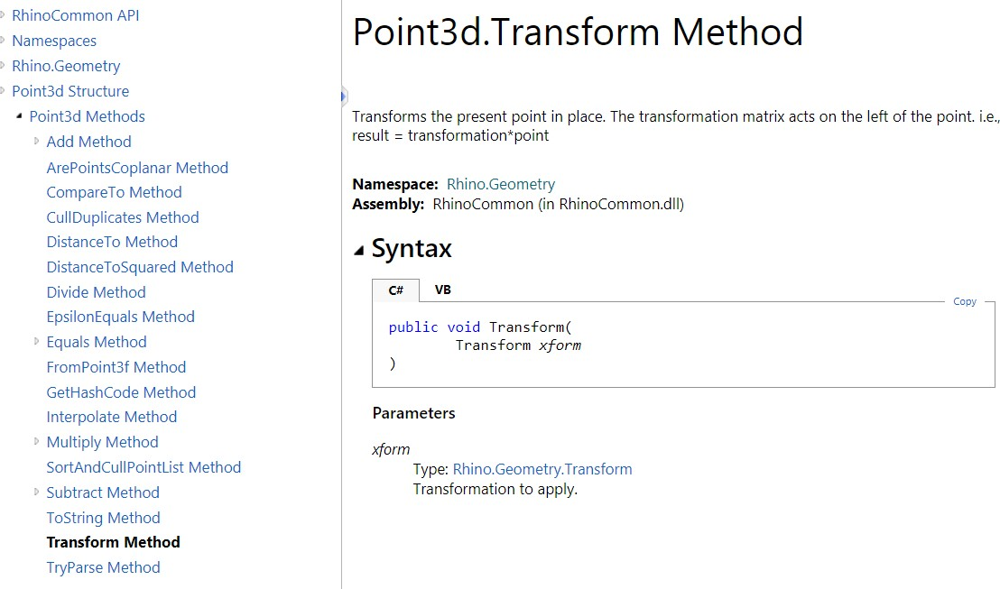 RhinoCommon API
Namespaces
Rhino.Geometry
Point3d Structure
Point3d Methods
Add Method
ArePointsCoplanar Method
CompareTo Method
CullDuplicates Method
DistanceTo Method
DistanceToSquared Method
Divide Method
EpsilonEquals Method
Equals Method
FromPoint3f Method
GetHashCode Method
Interpolate Method
Multiply Method
SortAndCullPointList Method
Subtract Method
ToString Method
Transform Method
TryParse Method
Point3d.Transform Method
Transforms the present point in place. The transformation matrix acts on the left of the point. i.e.,
result = transformation*point
Namespace: Rhino.Geometry
Assembly: RhinoCommon (in RhinoCommon.dll)
Syntax
C# VB
Copy
public void Transform(
Transform xform
)
Parameters
xform
Type: Rhino.Geometry.Transform
Transformation to apply.